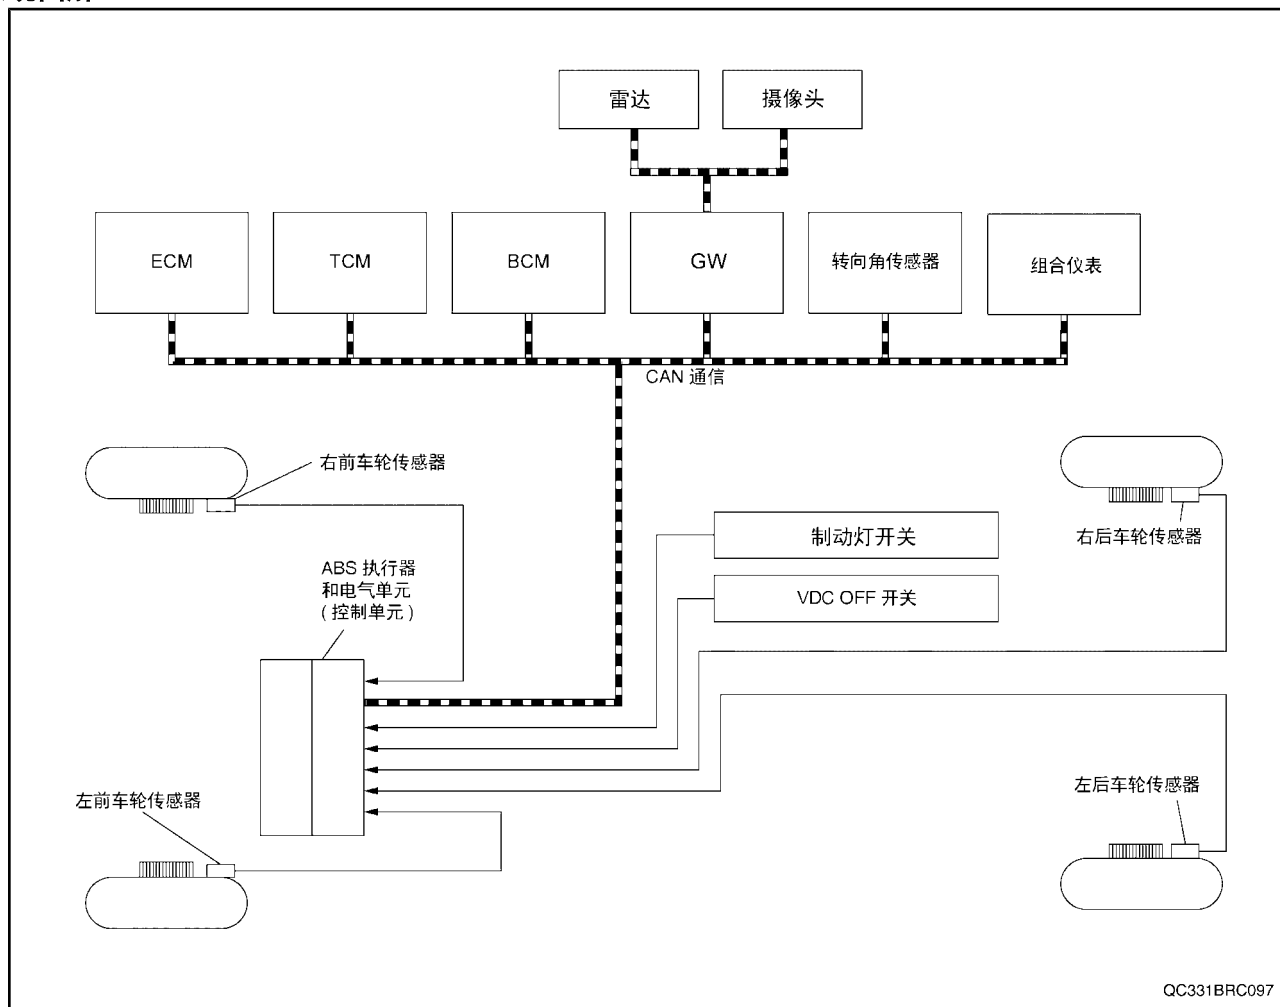 雷达
摄像头
ECM
TCM
BCM
GW
转向角传感器
组合仪表
CAN 通信
右前车轮传感器
右后车轮传感器
制动灯开关
ABS 执行器
和电气单元
( 控制单元 )
VDC OFF 开关
左前车轮传感器
左后车轮传感器
QC331BRC097